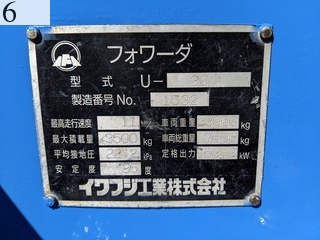 6
フォワーダ
型式 U-
製造番号 No. 1522
最高走行速度 車両重量 kg
最大積載量 3500 kg 車両総重量 kg
平均接地圧 kPa 定格出力 kW
安定度 35 度
イワフジ工業株式会社